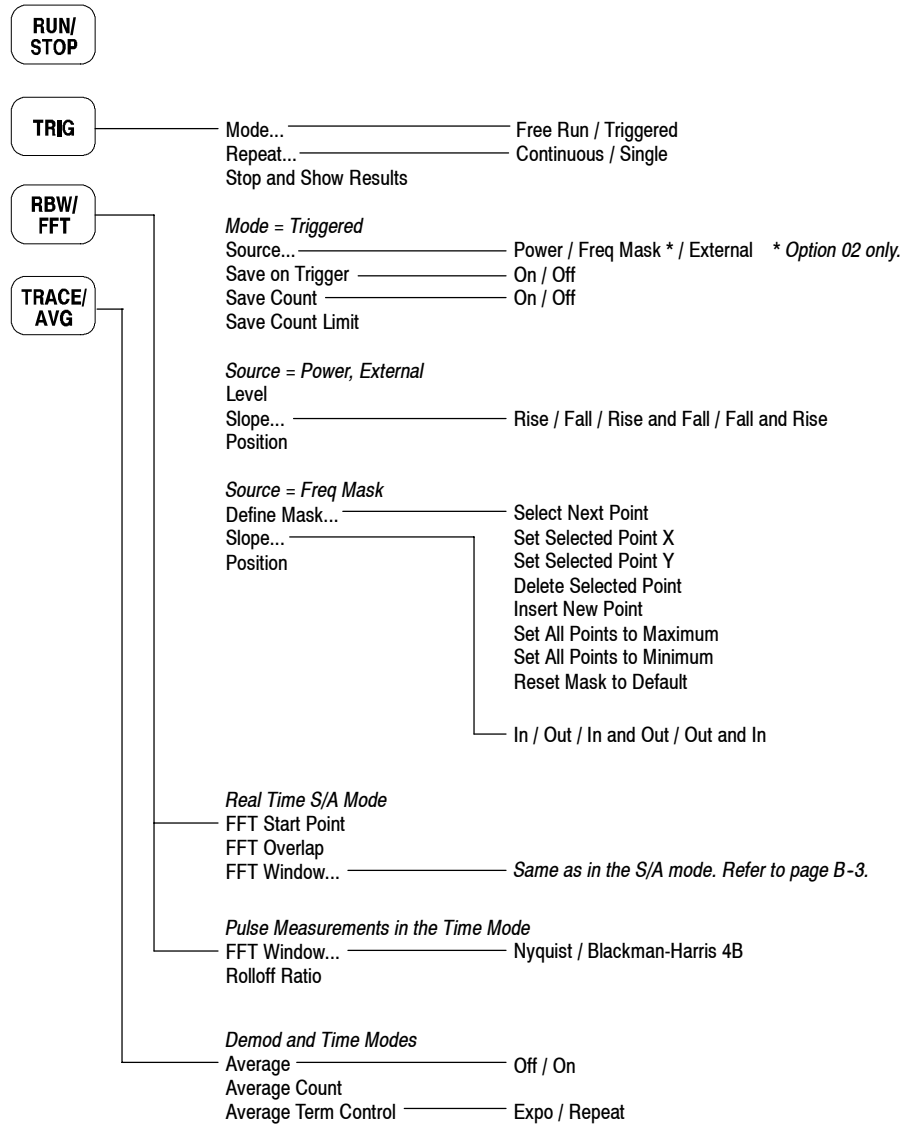 RUN/
STOP
TRIG
Mode... Free Run / Triggered
Repeat... Continuous / Single
Stop and Show Results
RBW/
FFT
Mode = Triggered
Source... Power / Freq Mask * / External * Option 02 only.
Save on Trigger On / Off
Save Count On / Off
Save Count Limit
TRACE/
AVG
Source = Power, External
Level
Slope... Rise / Fall / Rise and Fall / Fall and Rise
Position
Source = Freq Mask
Define Mask... Select Next Point
Slope... Set Selected Point X
Position Set Selected Point Y
Delete Selected Point
Insert New Point
Set All Points to Maximum
Set All Points to Minimum
Reset Mask to Default
In / Out / In and Out / Out and In
Real Time S/A Mode
FFT Start Point
FFT Overlap
FFT Window... Same as in the S/A mode. Refer to page B-3.
Pulse Measurements in the Time Mode
FFT Window... Nyquist / Blackman-Harris 4B
Rolloff Ratio
Demod and Time Modes
Average Off / On
Average Count
Average Term Control Expo / Repeat